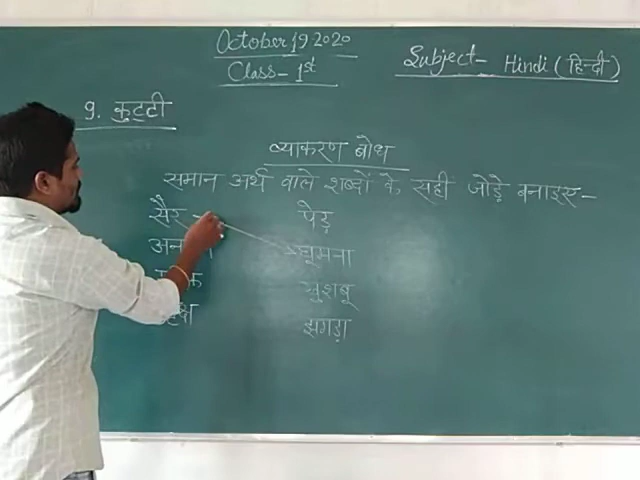 October 19 2020
Class - 1st
Subject - Hindi (हिन्दी)
9. कुट्टी
व्याकरण बोध
समान अर्थ वाले शब्दों के सही जोड़े बनाइए -
सैर पेड़
घूमना
खुशबू
झगड़ा